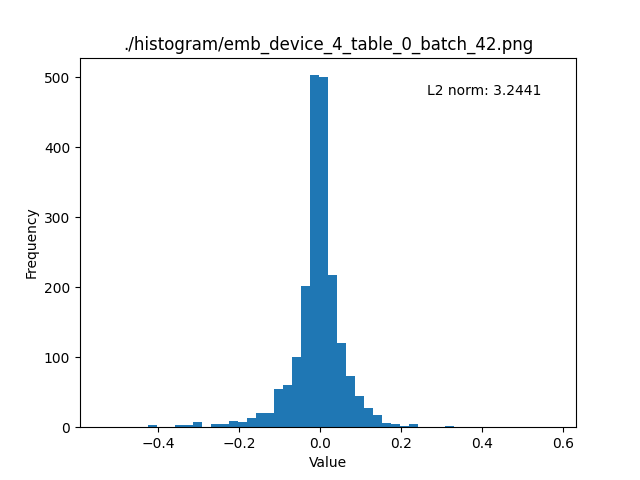 ./histogram/emb_device_4_table_0_batch_42.png
L2 norm: 3.2441
500
400
300
200
100
0
Frequency
−0.4 −0.2 0.0 0.2 0.4 0.6
Value